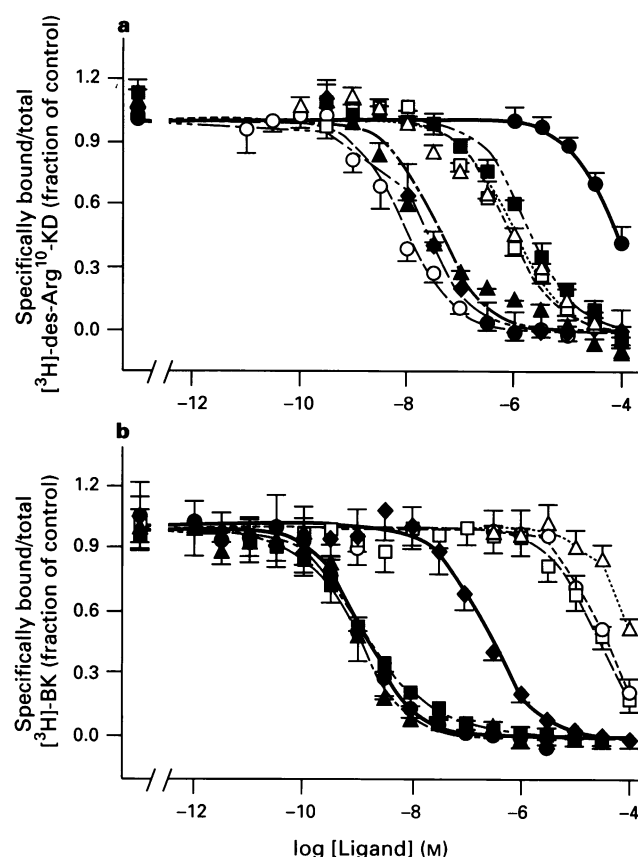 a
Specifically bound/total
[³H]-des-Arg¹⁰-KD (fraction of control)
1.2
0.9
0.6
0.3
0.0
−12
−10
−8
−6
−4
b
Specifically bound/total
[³H]-BK (fraction of control)
1.2
0.9
0.6
0.3
0.0
−12
−10
−8
−6
−4
log [Ligand] (M)